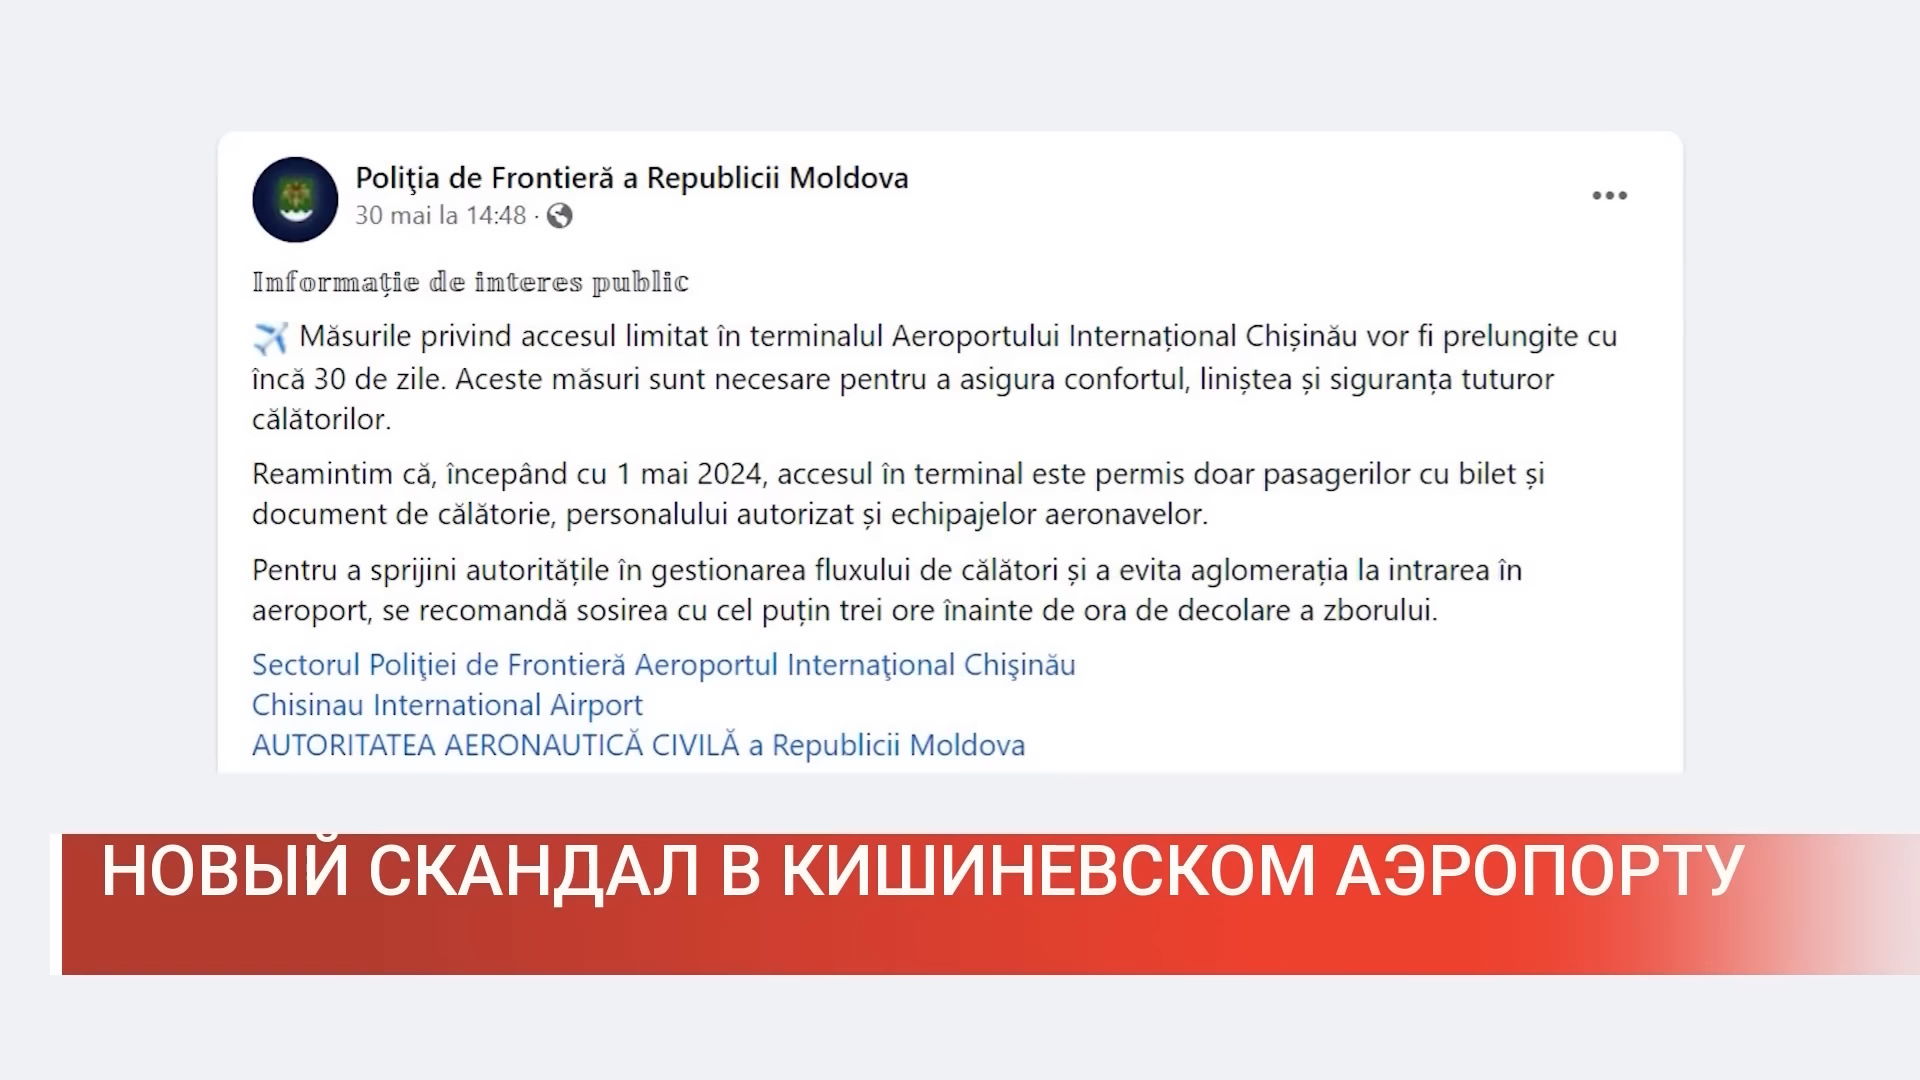 Poliţia de Frontieră a Republicii Moldova
30 mai la 14:48 ·
𝕀𝕟𝕗𝕠𝕣𝕞𝕒ț𝕚𝕖 𝕕𝕖 𝕚𝕟𝕥𝕖𝕣𝕖𝕤 𝕡𝕦𝕓𝕝𝕚𝕔
✈️ Măsurile privind accesul limitat în terminalul Aeroportului Internațional Chișinău vor fi prelungite cu
încă 30 de zile. Aceste măsuri sunt necesare pentru a asigura confortul, liniștea și siguranța tuturor
călătorilor.
Reamintim că, începând cu 1 mai 2024, accesul în terminal este permis doar pasagerilor cu bilet și
document de călătorie, personalului autorizat și echipajelor aeronavelor.
Pentru a sprijini autoritățile în gestionarea fluxului de călători și a evita aglomerația la intrarea în
aeroport, se recomandă sosirea cu cel puțin trei ore înainte de ora de decolare a zborului.
Sectorul Poliţiei de Frontieră Aeroportul Internaţional Chişinău
Chisinau International Airport
AUTORITATEA AERONAUTICĂ CIVILĂ a Republicii Moldova
НОВЫЙ СКАНДАЛ В КИШИНЕВСКОМ АЭРОПОРТУ